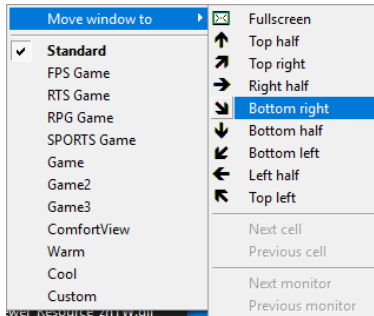 Move window to
Standard
FPS Game
RTS Game
RPG Game
SPORTS Game
Game
Game2
Game3
ComfortView
Warm
Cool
Custom
Fullscreen
Top half
Top right
Right half
Bottom right
Bottom half
Bottom left
Left half
Top left
Next cell
Previous cell
Next monitor
Previous monitor